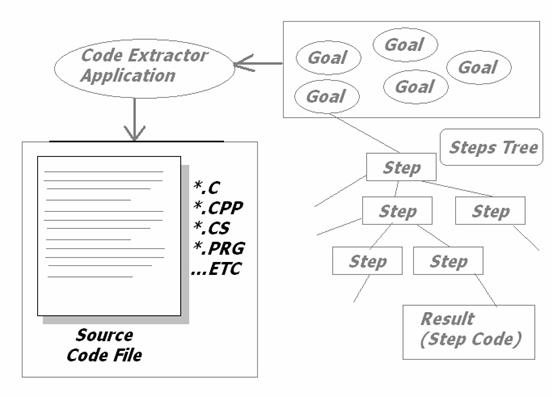 Code Extractor
Application
Goal
Goal
Goal
Goal
Goal
Steps Tree
Step
Step
Step
Step
Step
Result
(Step Code)
*.C
*.CPP
*.CS
*.PRG
...ETC
Source
Code File